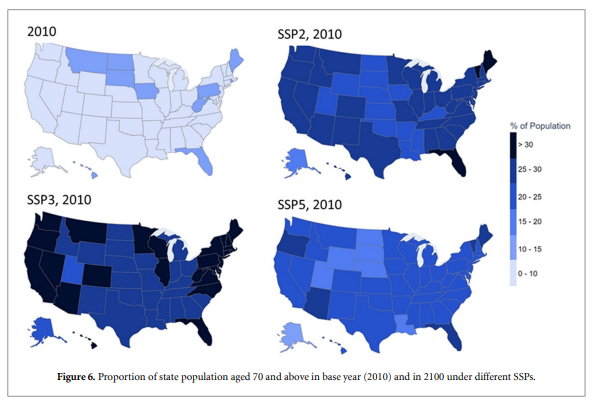 2010
SSP2, 2010
% of Population
> 30
25 - 30
20 - 25
15 - 20
10 - 15
0 - 10
SSP3, 2010
SSP5, 2010
Figure 6. Proportion of state population aged 70 and above in base year (2010) and in 2100 under different SSPs.